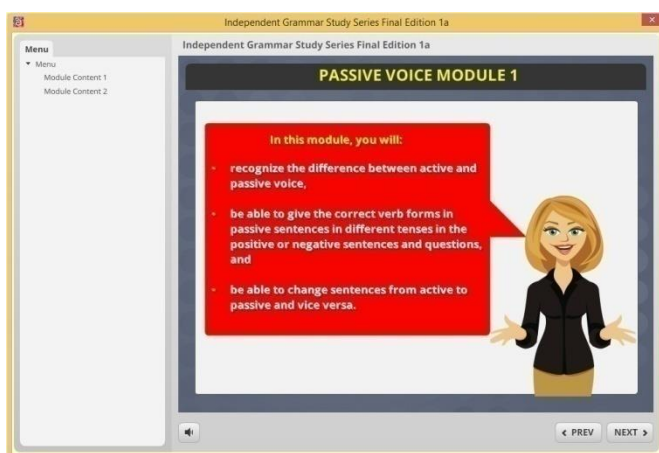 Independent Grammar Study Series Final Edition 1a
Menu
Menu
Module Content 1
Module Content 2
Independent Grammar Study Series Final Edition 1a
PASSIVE VOICE MODULE 1
In this module, you will:
recognize the difference between active and
passive voice,
be able to give the correct verb forms in
passive sentences in different tenses in the
positive or negative sentences and questions,
and
be able to change sentences from active to
passive and vice versa.
PREV
NEXT